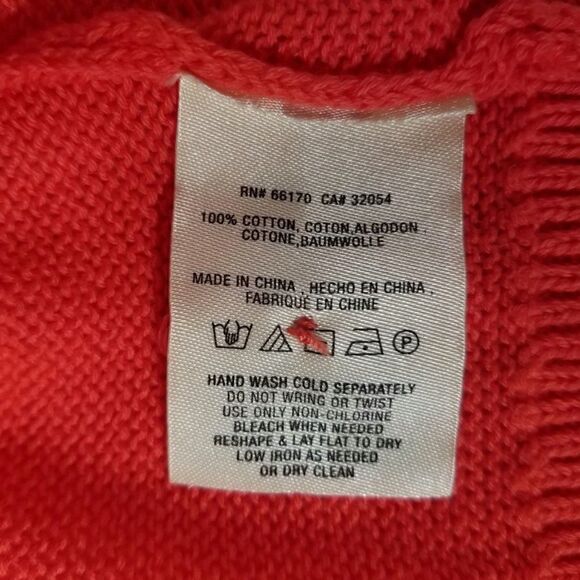 RN# 66170 CA# 32054
100% COTTON, COTON,ALGODON
COTONE,BAUMWOLLE
MADE IN CHINA , HECHO EN CHINA ,
FABRIQUE EN CHINE
P
HAND WASH COLD SEPARATELY
DO NOT WRING OR TWIST
USE ONLY NON-CHLORINE
BLEACH WHEN NEEDED
RESHAPE & LAY FLAT TO DRY
LOW IRON AS NEEDED
OR DRY CLEAN